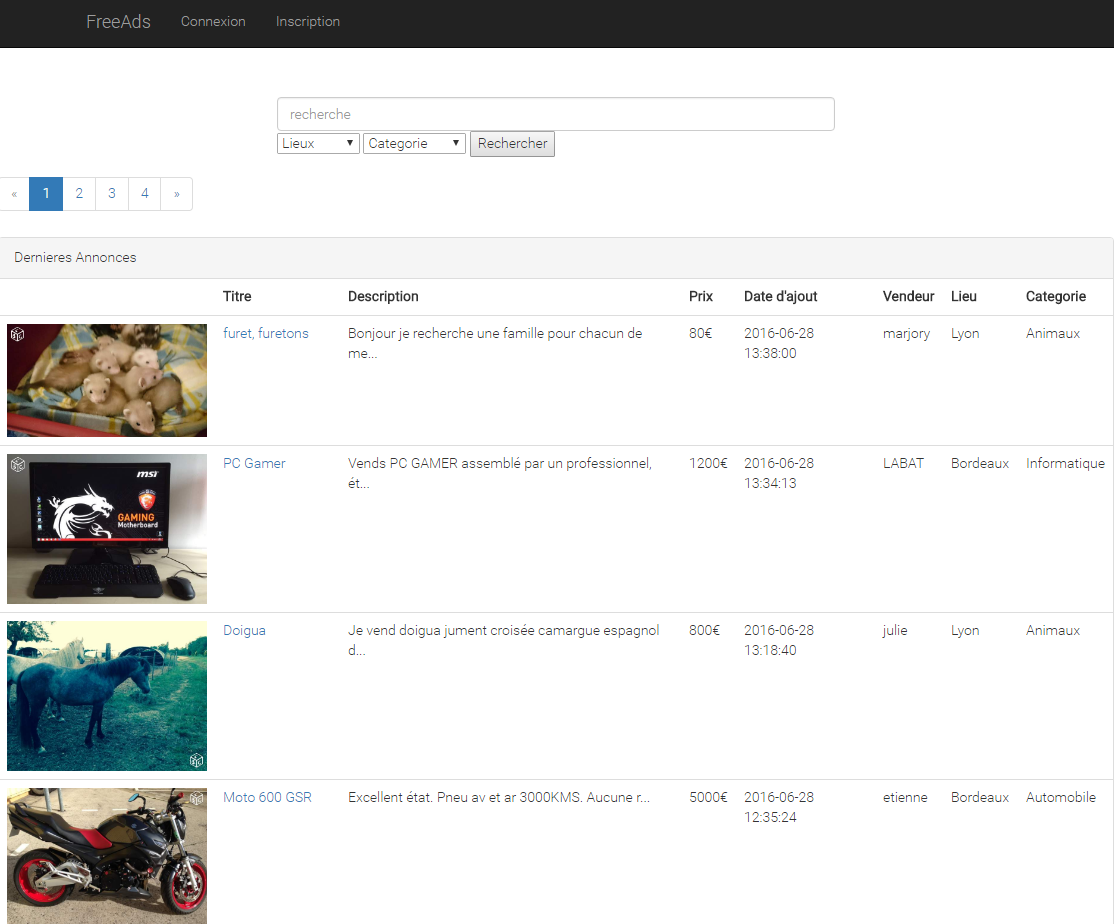 FreeAds Connexion Inscription
recherche
Lieux Categorie Rechercher
« 1 2 3 4 »
Dernieres Annonces
Titre Description Prix Date d'ajout Vendeur Lieu Categorie
furet, furetons Bonjour je recherche une famille pour chacun de 80€ 2016-06-28 marjory Lyon Animaux
me... 13:38:00
PC Gamer Vends PC GAMER assemblé par un professionnel, 1200€ 2016-06-28 LABAT Bordeaux Informatique
ét... 13:34:13
msi
GAMING
Motherboard
Doigua Je vend doigua jument croisée camargue espagnol 800€ 2016-06-28 julie Lyon Animaux
d... 13:18:40
Moto 600 GSR Excellent état. Pneu av et ar 3000KMS. Aucune r... 5000€ 2016-06-28 etienne Bordeaux Automobile
12:35:24